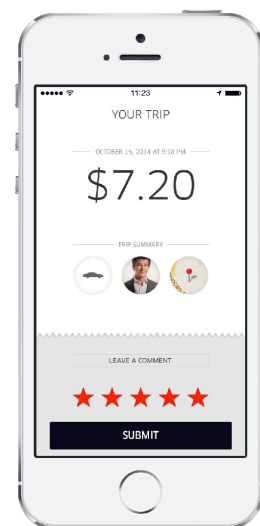 11:23
YOUR TRIP
OCTOBER 15, 2014 AT 9:18 PM
$7.20
TRIP SUMMARY
LEAVE A COMMENT
SUBMIT